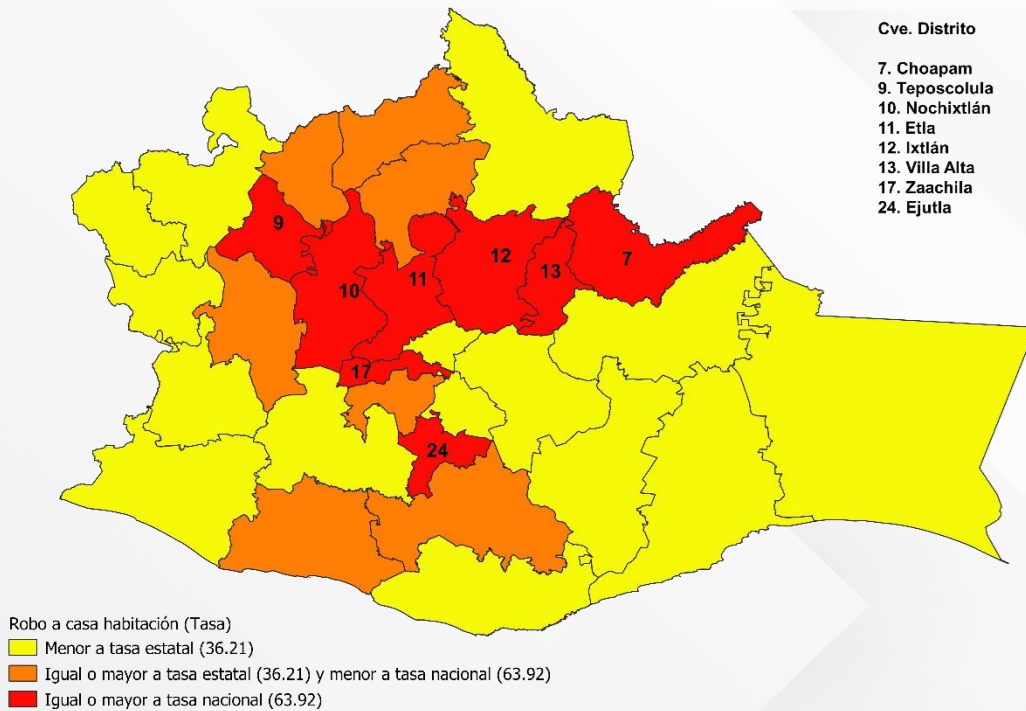 Cve. Distrito
7. Choapam
9. Teposcolula
10. Nochixtlán
11. Etla
12. Ixtlán
13. Villa Alta
17. Zaachila
24. Ejutla
9
10
11
12
13
7
17
24
Robo a casa habitación (Tasa)
Menor a tasa estatal (36.21)
Igual o mayor a tasa estatal (36.21) y menor a tasa nacional (63.92)
Igual o mayor a tasa nacional (63.92)